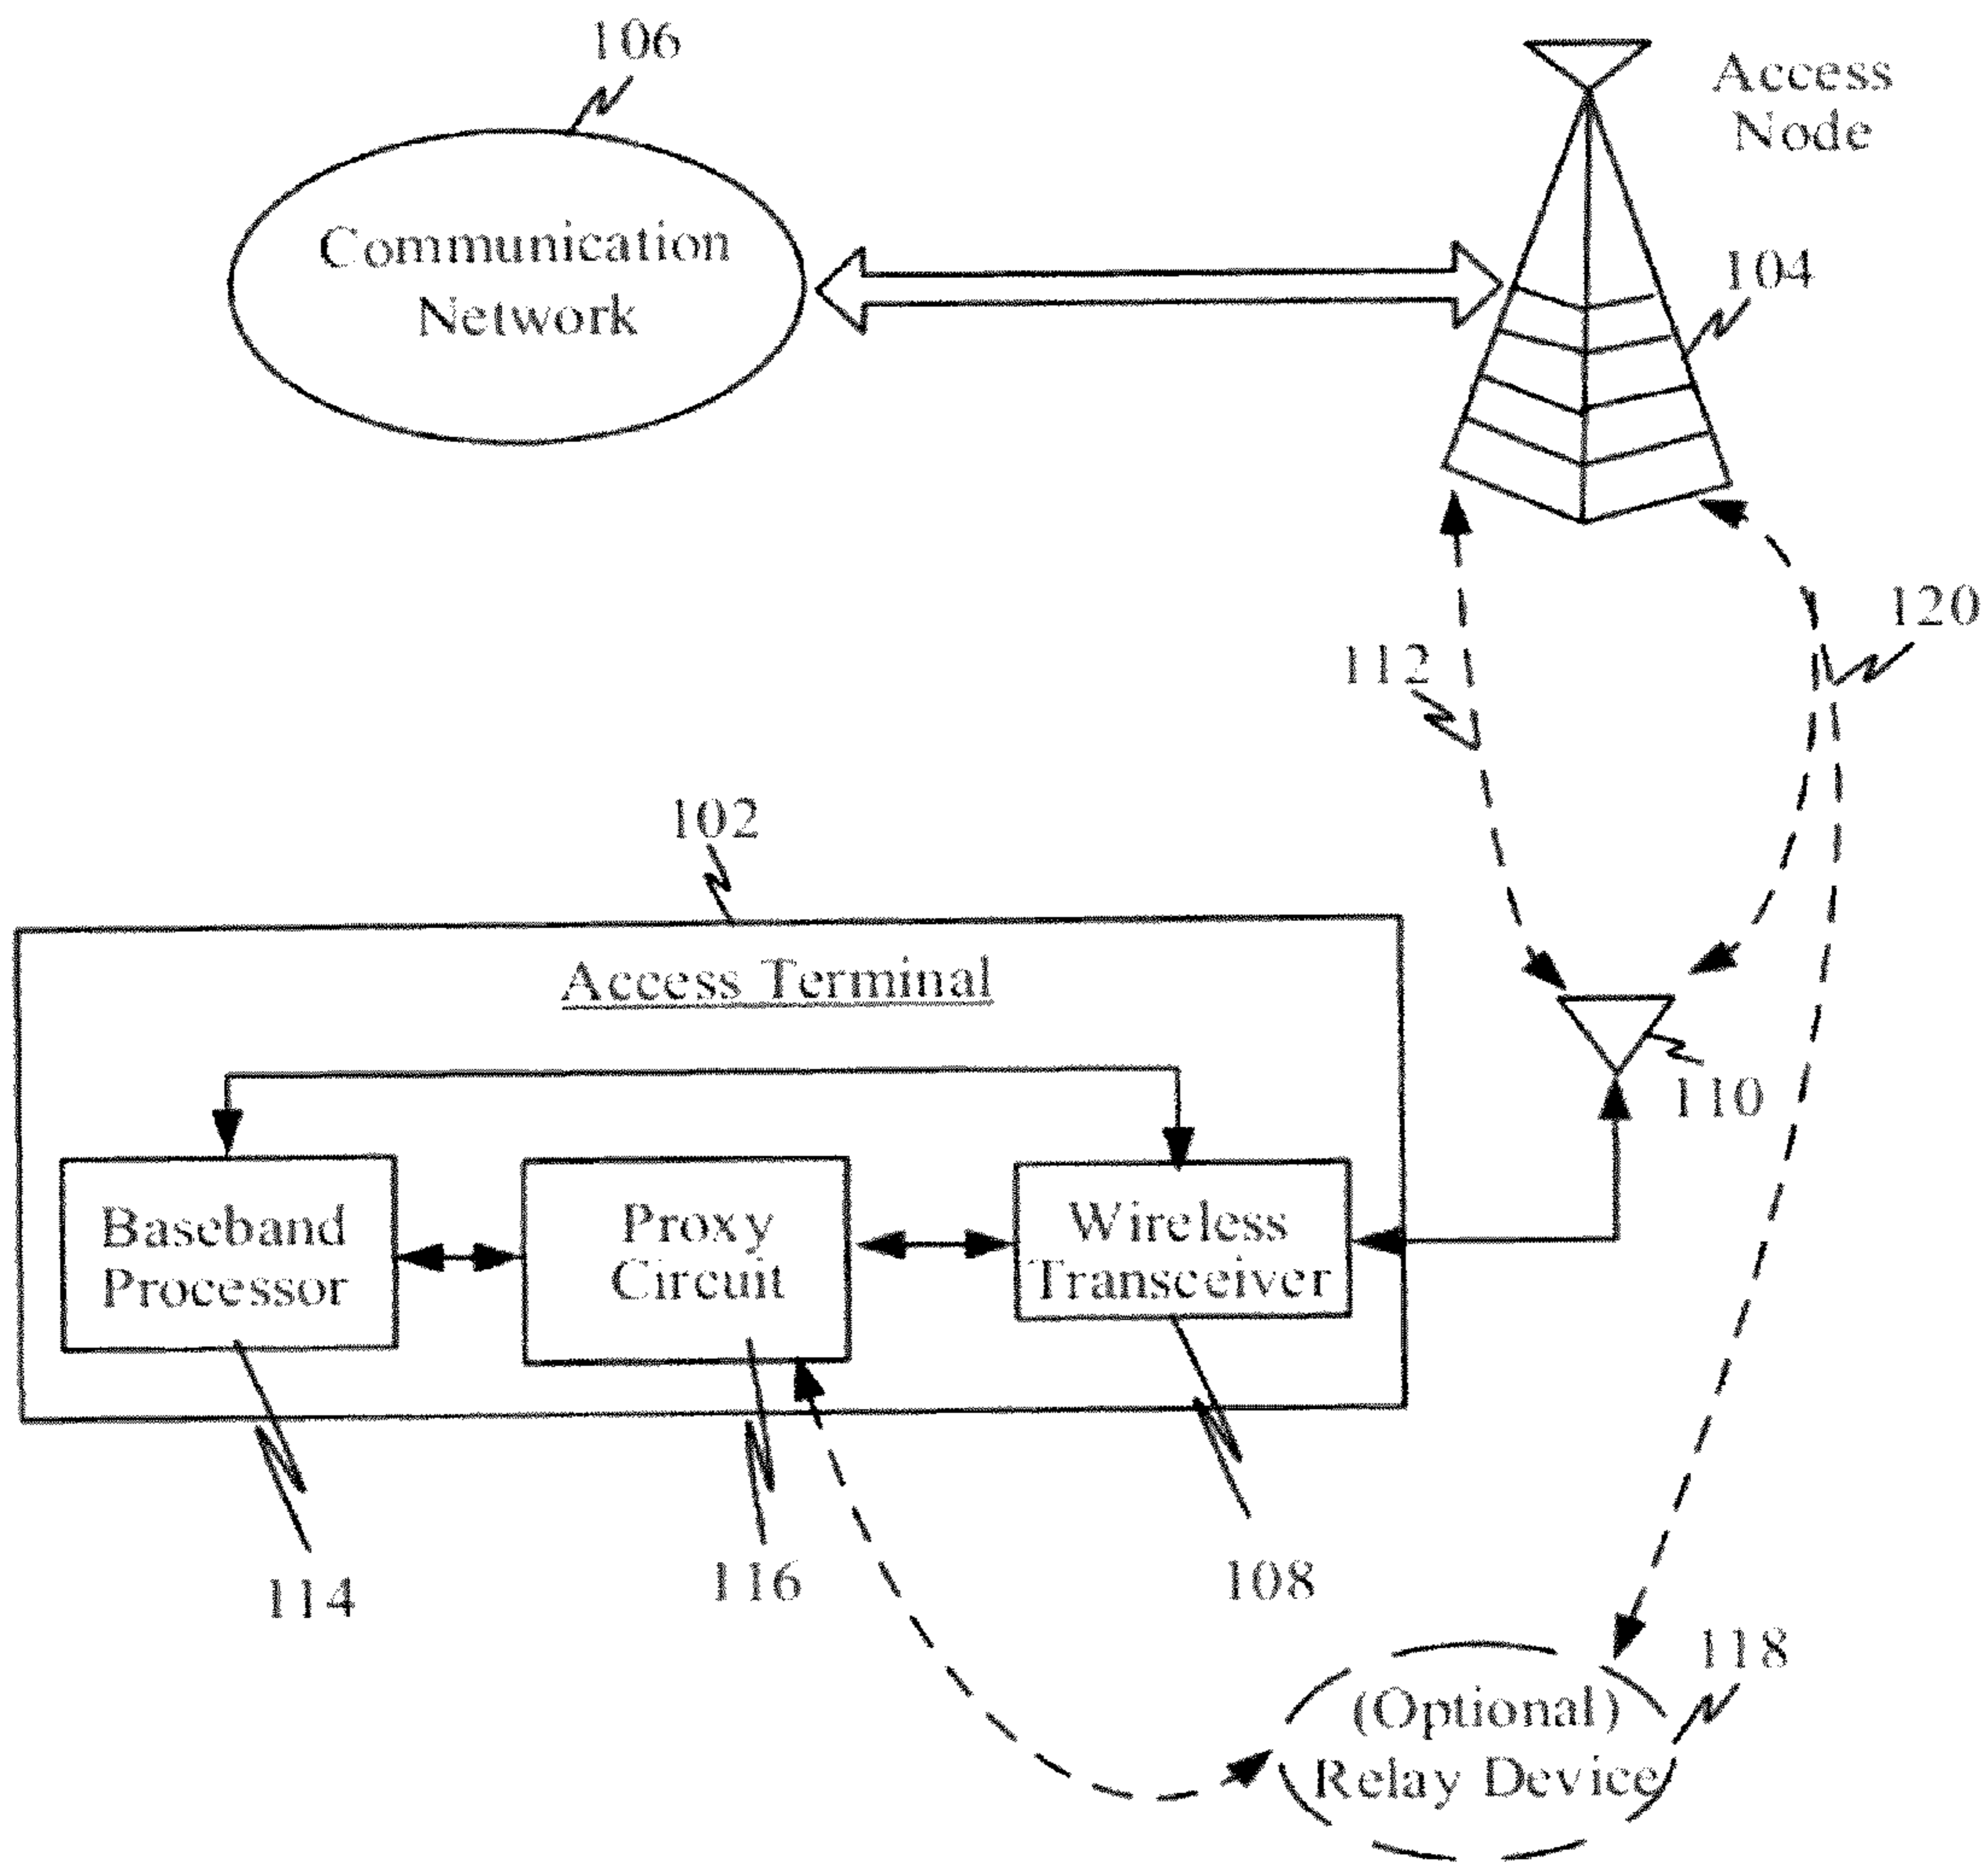 106
Access
Node
Communication
Network
104
120
112
102
Access Terminal
110
Baseband
Processor
Proxy
Circuit
Wireless
Transceiver
114
116
108
118
(Optional)
Relay Device